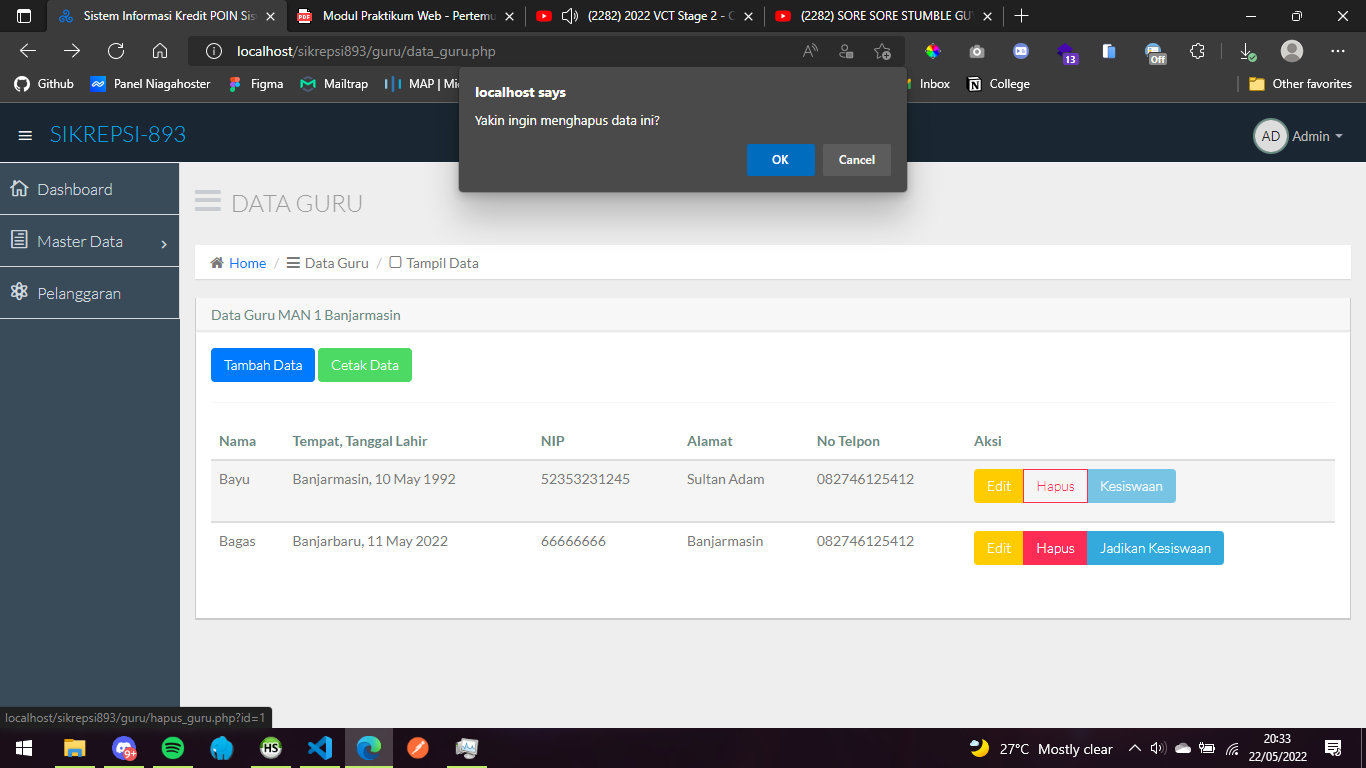 Sistem Informasi Kredit POIN Sis
Modul Praktikum Web - Pertemu
(2282) 2022 VCT Stage 2 - C
(2282) SORE SORE STUMBLE GU
localhost/sikrepsi893/guru/data_guru.php
13
Off
Github
Panel Niagahoster
Figma
Mailtrap
MAP | Mi
Inbox
College
Other favorites
localhost says
Yakin ingin menghapus data ini?
OK Cancel
SIKREPSI-893
AD Admin
Dashboard
Master Data
Pelanggaran
DATA GURU
Home / Data Guru / Tampil Data
Data Guru MAN 1 Banjarmasin
Tambah Data Cetak Data
Nama Tempat, Tanggal Lahir NIP Alamat No Telpon Aksi
Bayu Banjarmasin, 10 May 1992 52353231245 Sultan Adam 082746125412 Edit Hapus Kesiswaan
Bagas Banjarbaru, 11 May 2022 66666666 Banjarmasin 082746125412 Edit Hapus Jadikan Kesiswaan
localhost/sikrepsi893/guru/hapus_guru.php?id=1
9+
HS
27°C Mostly clear
20:33
22/05/2022